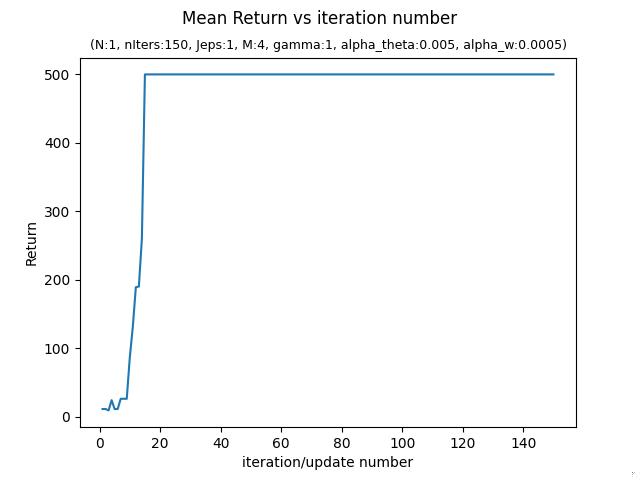 Mean Return vs iteration number
(N:1, nIters:150, Jeps:1, M:4, gamma:1, alpha_theta:0.005, alpha_w:0.0005)
500
400
300
200
100
0
Return
0 20 40 60 80 100 120 140
iteration/update number